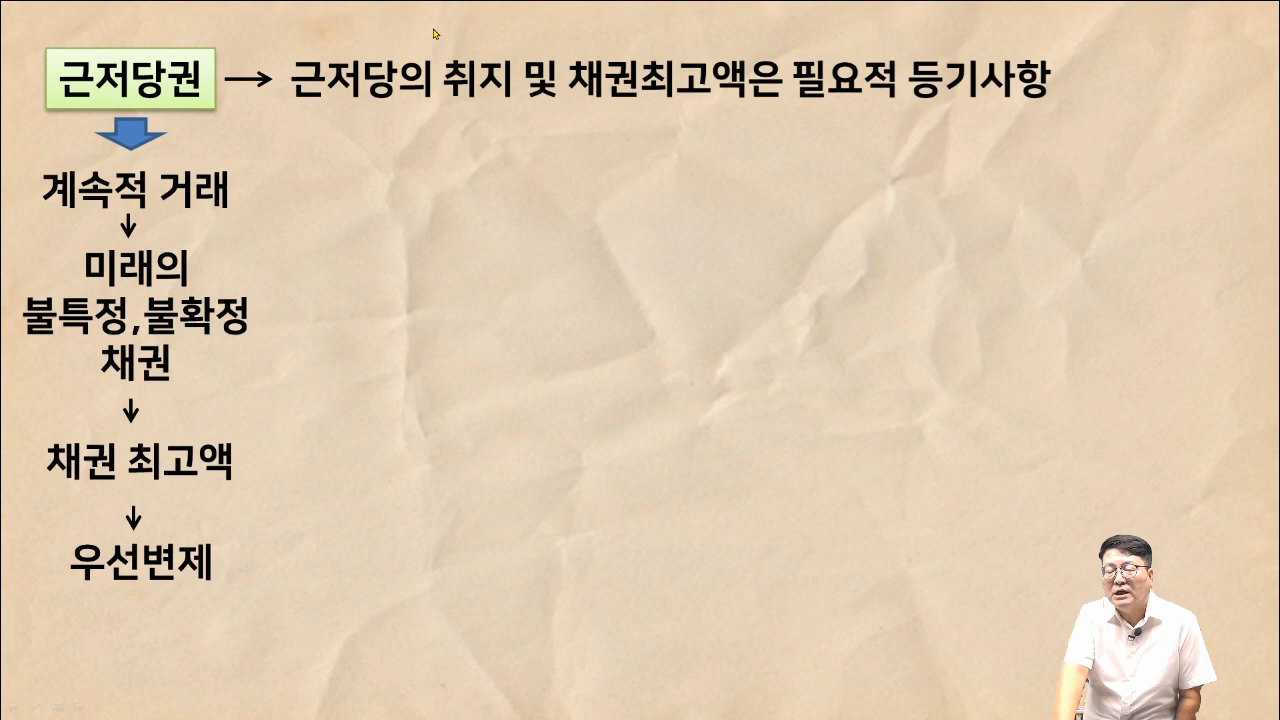 근저당권 → 근저당의 취지 및 채권최고액은 필요적 등기사항
계속적 거래
미래의
불특정,불확정
채권
채권 최고액
우선변제